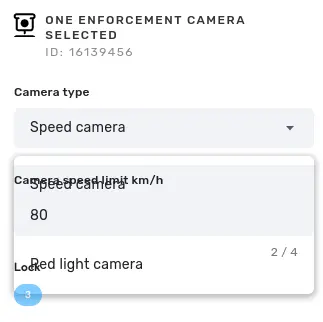 ONE ENFORCEMENT CAMERA
SELECTED
ID: 16139456
Camera type
Speed camera
Camera speed limit km/h
Speed camera
80
2 / 4
Red light camera
Lock
3